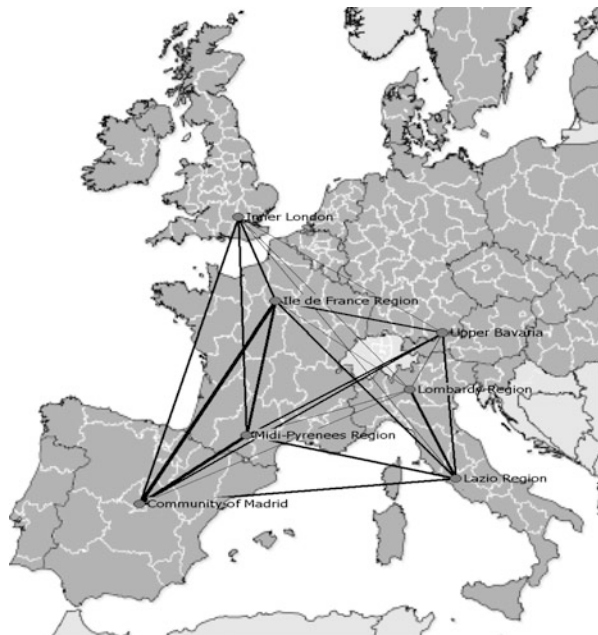 Inner London
Ile de France Region
Upper Bavaria
Lombardy Region
Midi-Pyrenees Region
Lazio Region
Community of Madrid